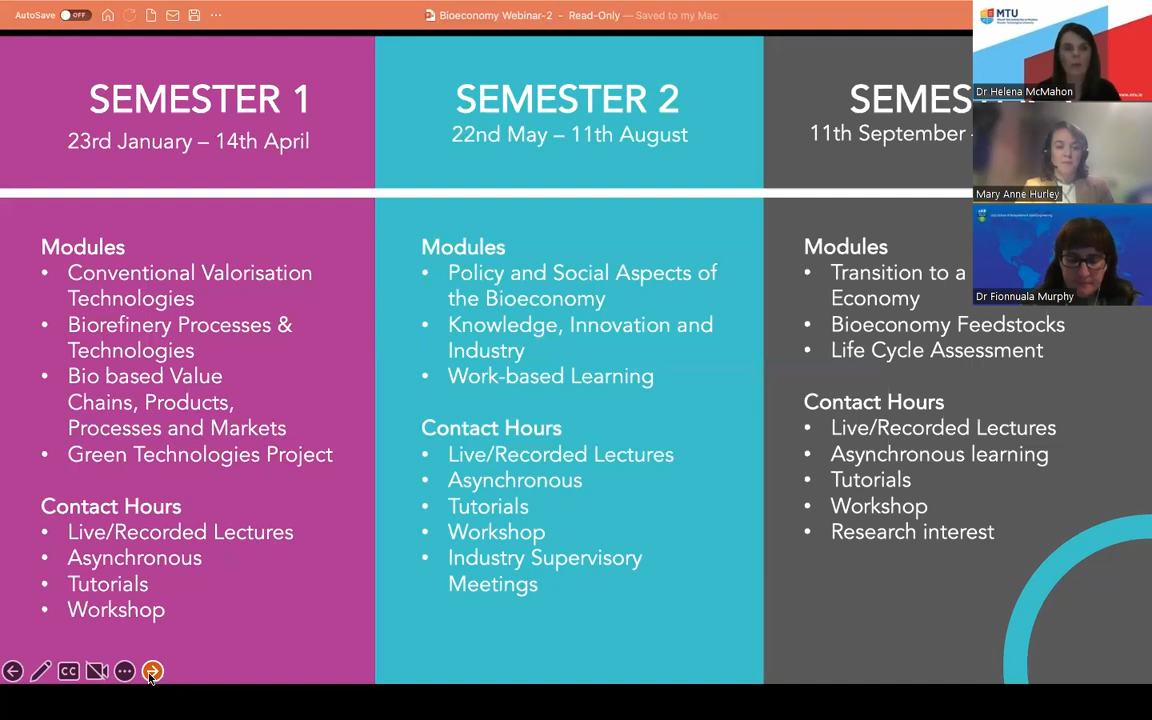 AutoSave OFF
Bioeconomy Webinar-2 - Read-Only — Saved to my Mac
MTU
Dr Helena McMahon
www.mtu.ie
Mary Anne Hurley
Dr Fionnuala Murphy
SEMESTER 1
23rd January – 14th April
Modules
• Conventional Valorisation
Technologies
• Biorefinery Processes &
Technologies
• Bio based Value
Chains, Products,
Processes and Markets
• Green Technologies Project
Contact Hours
• Live/Recorded Lectures
• Asynchronous
• Tutorials
• Workshop
CC
SEMESTER 2
22nd May – 11th August
Modules
• Policy and Social Aspects of
the Bioeconomy
• Knowledge, Innovation and
Industry
• Work-based Learning
Contact Hours
• Live/Recorded Lectures
• Asynchronous
• Tutorials
• Workshop
• Industry Supervisory
Meetings
SEMES
11th September -
Modules
• Transition to a
Economy
• Bioeconomy Feedstocks
• Life Cycle Assessment
Contact Hours
• Live/Recorded Lectures
• Asynchronous learning
• Tutorials
• Workshop
• Research interest